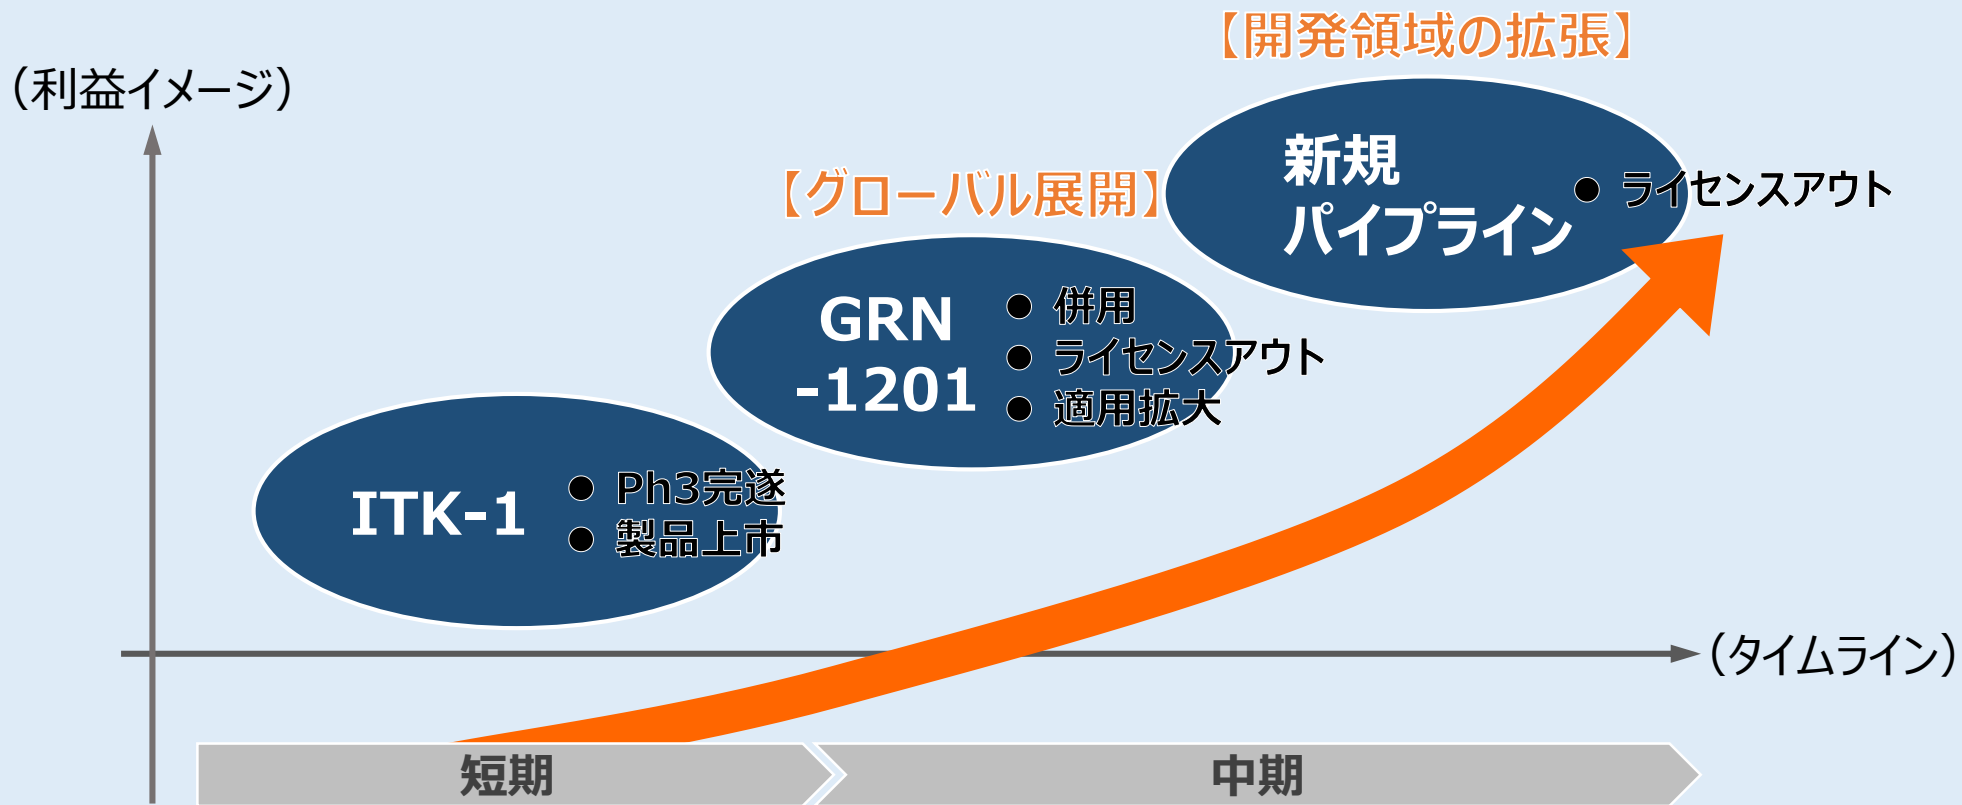 【開発領域の拡張】
（利益イメージ）
新規
パイプライン
● ライセンスアウト
【グローバル展開】
GRN
-1201
● 併用
● ライセンスアウト
● 適用拡大
ITK-1
● Ph3完遂
● 製品上市
（タイムライン）
短期
中期